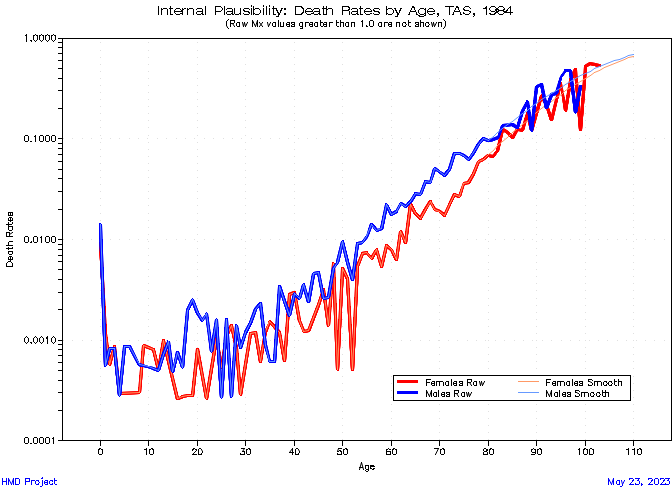 Internal Plausibility: Death Rates by Age, TAS, 1984
(Raw Mx values greater than 1.0 are not shown)
1.0000
0.1000
0.0100
0.0010
0.0001
Death Rates
0 10 20 30 40 50 60 70 80 90 100 110
Age
Females Raw Females Smooth
Males Raw Males Smooth
HMD Project May 23, 2023